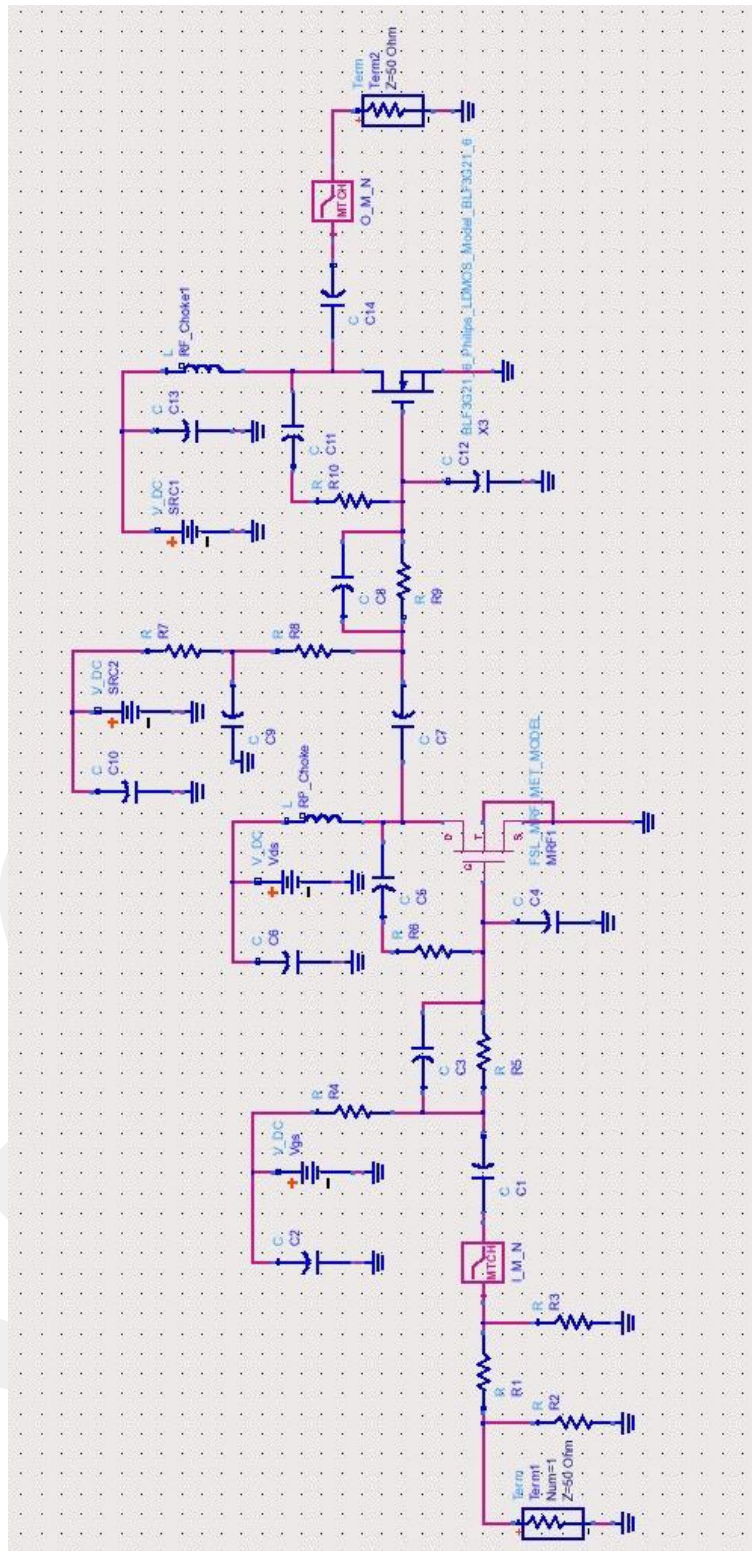 Term
Term2
Z=50 Ohm
MTCH
O_M_N
C
C14
L
RF_Choke1
C
C13
V_DC
SRC1
+
-
C
C11
R
R10
BLF3G21_6_Philips_LDMOS_Model_BLF3G21_6
X3
C
C12
C
C8
R
R9
R
R7
R
R8
V_DC
SRC2
+
-
C
C10
C
C9
C
C7
L
RF_Choke
V_DC
Vds
+
-
C
C6
C
C5
R
R6
FSL_MRF_MET_MODEL
MRF1
D
T
S
G
C
C4
C
C3
R
R5
R
R4
V_DC
Vgs
+
-
C
C2
C
C1
MTCH
I_M_N
R
R3
R
R1
R
R2
Term
Term1
Num=1
Z=50 Ohm
+
-